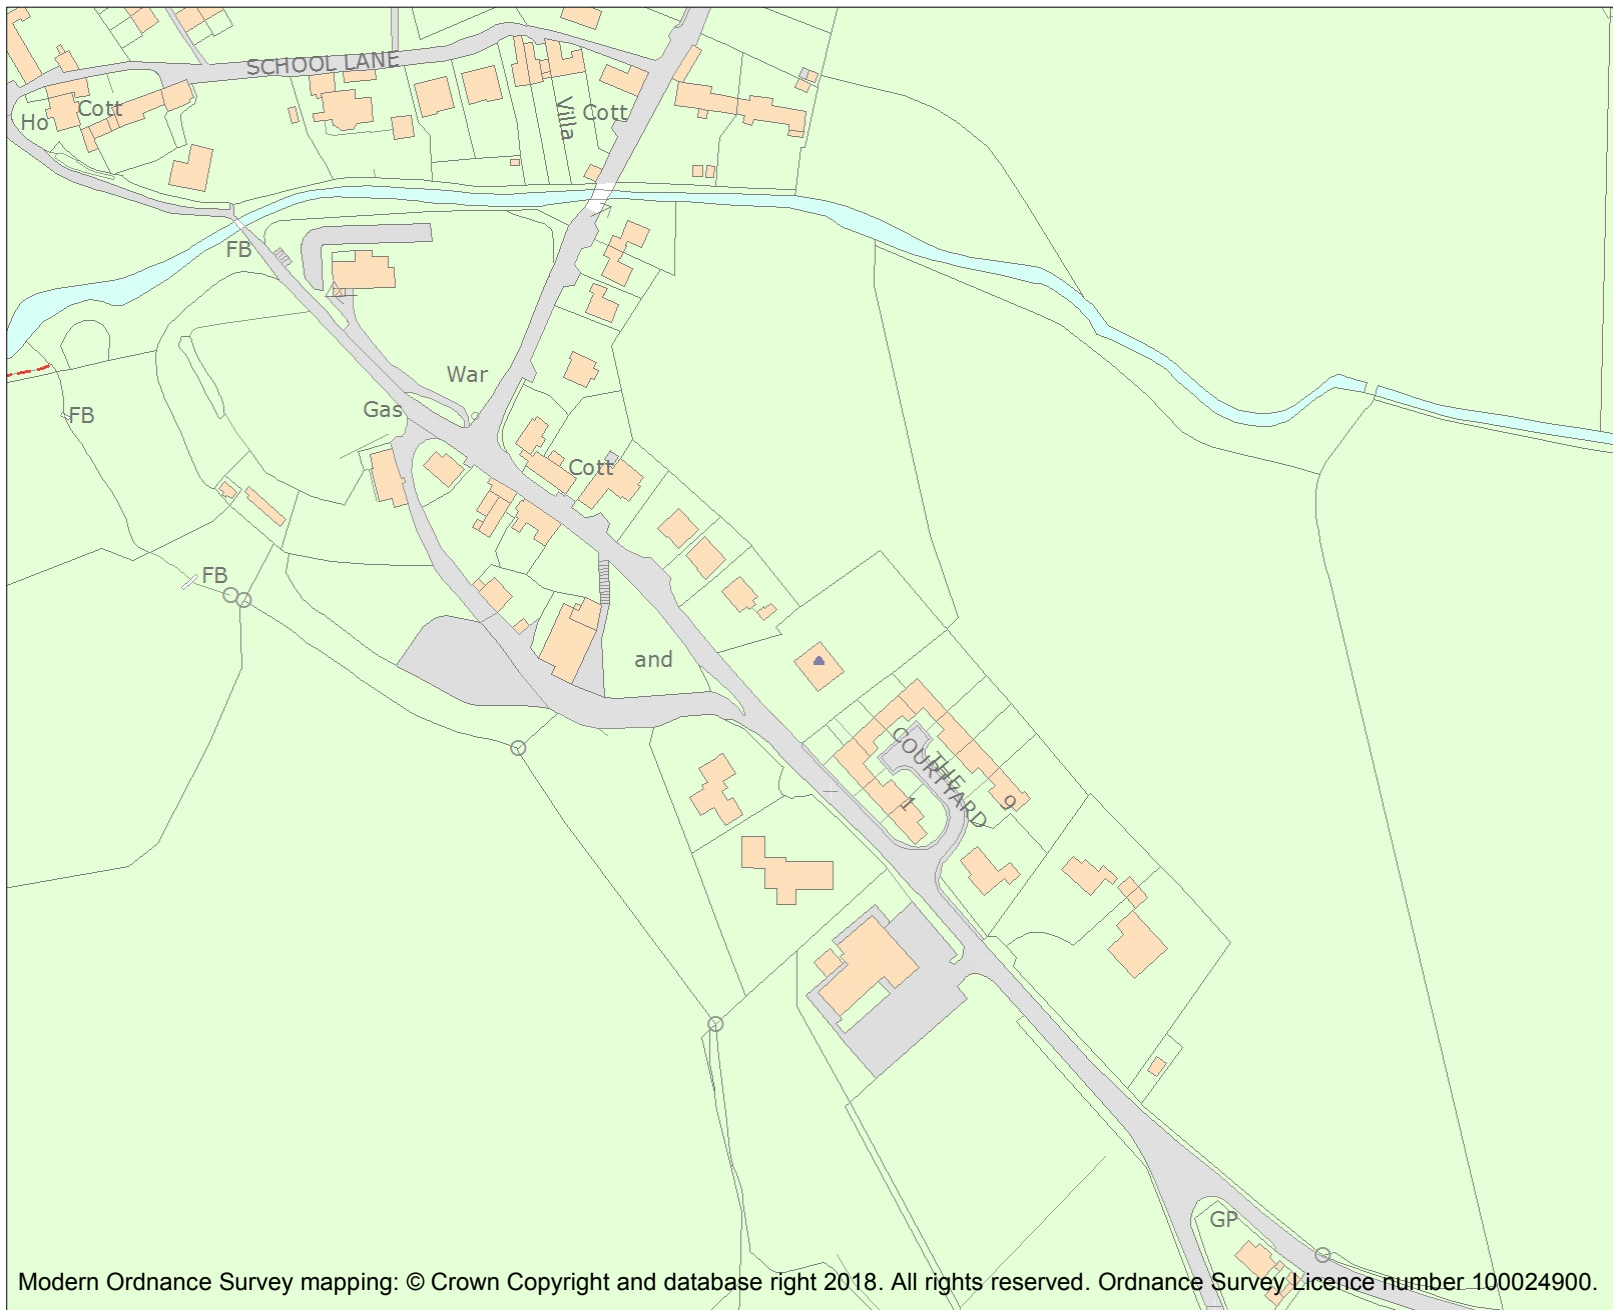 SCHOOL LANE
Cott
Ho
Villa
Cott
FB
War
Gas
FB
Cott
FB
and
THE
COURTYARD
1
9
GP
Modern Ordnance Survey mapping: © Crown Copyright and database right 2018. All rights reserved. Ordnance Survey Licence number 100024900.